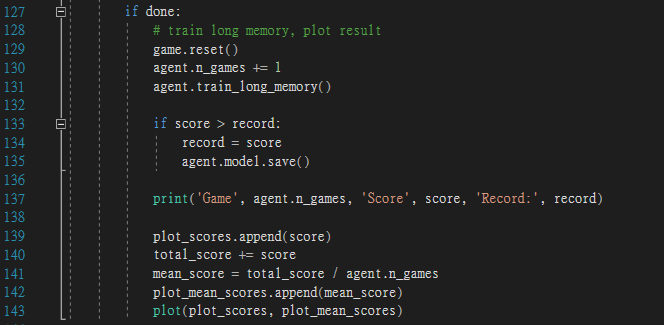 127 if done:
128 # train long memory, plot result
129 game.reset()
130 agent.n_games += 1
131 agent.train_long_memory()
132
133 if score > record:
134 record = score
135 agent.model.save()
136
137 print('Game', agent.n_games, 'Score', score, 'Record:', record)
138
139 plot_scores.append(score)
140 total_score += score
141 mean_score = total_score / agent.n_games
142 plot_mean_scores.append(mean_score)
143 plot(plot_scores, plot_mean_scores)